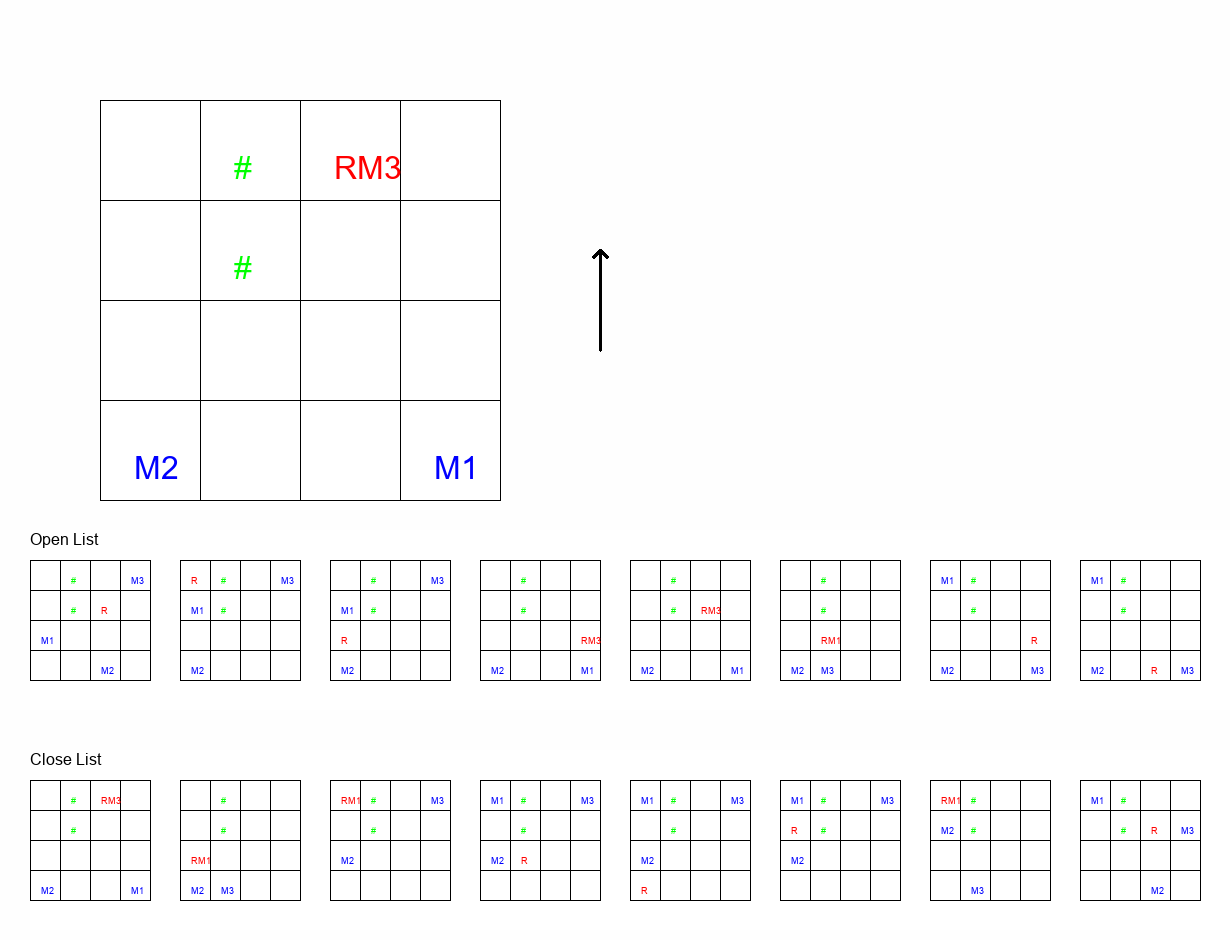 # RM3
#
M2 M1
Open List
# M3 R # M3 # M3 # # # M1 # M1 #
# R M1 # M1 # # # RM3 # # #
M1 R RM3 RM1 R
M2 M2 M2 M2 M1 M2 M1 M2 M3 M2 M3 M2 R M3
Close List
# RM3 # RM1 # M3 M1 # M3 M1 # M3 M1 # M3 RM1 # M1 #
# # # # # R # M2 # # R M3
RM1 M2 M2 R M2 M2
M2 M1 M2 M3 R M3 M2